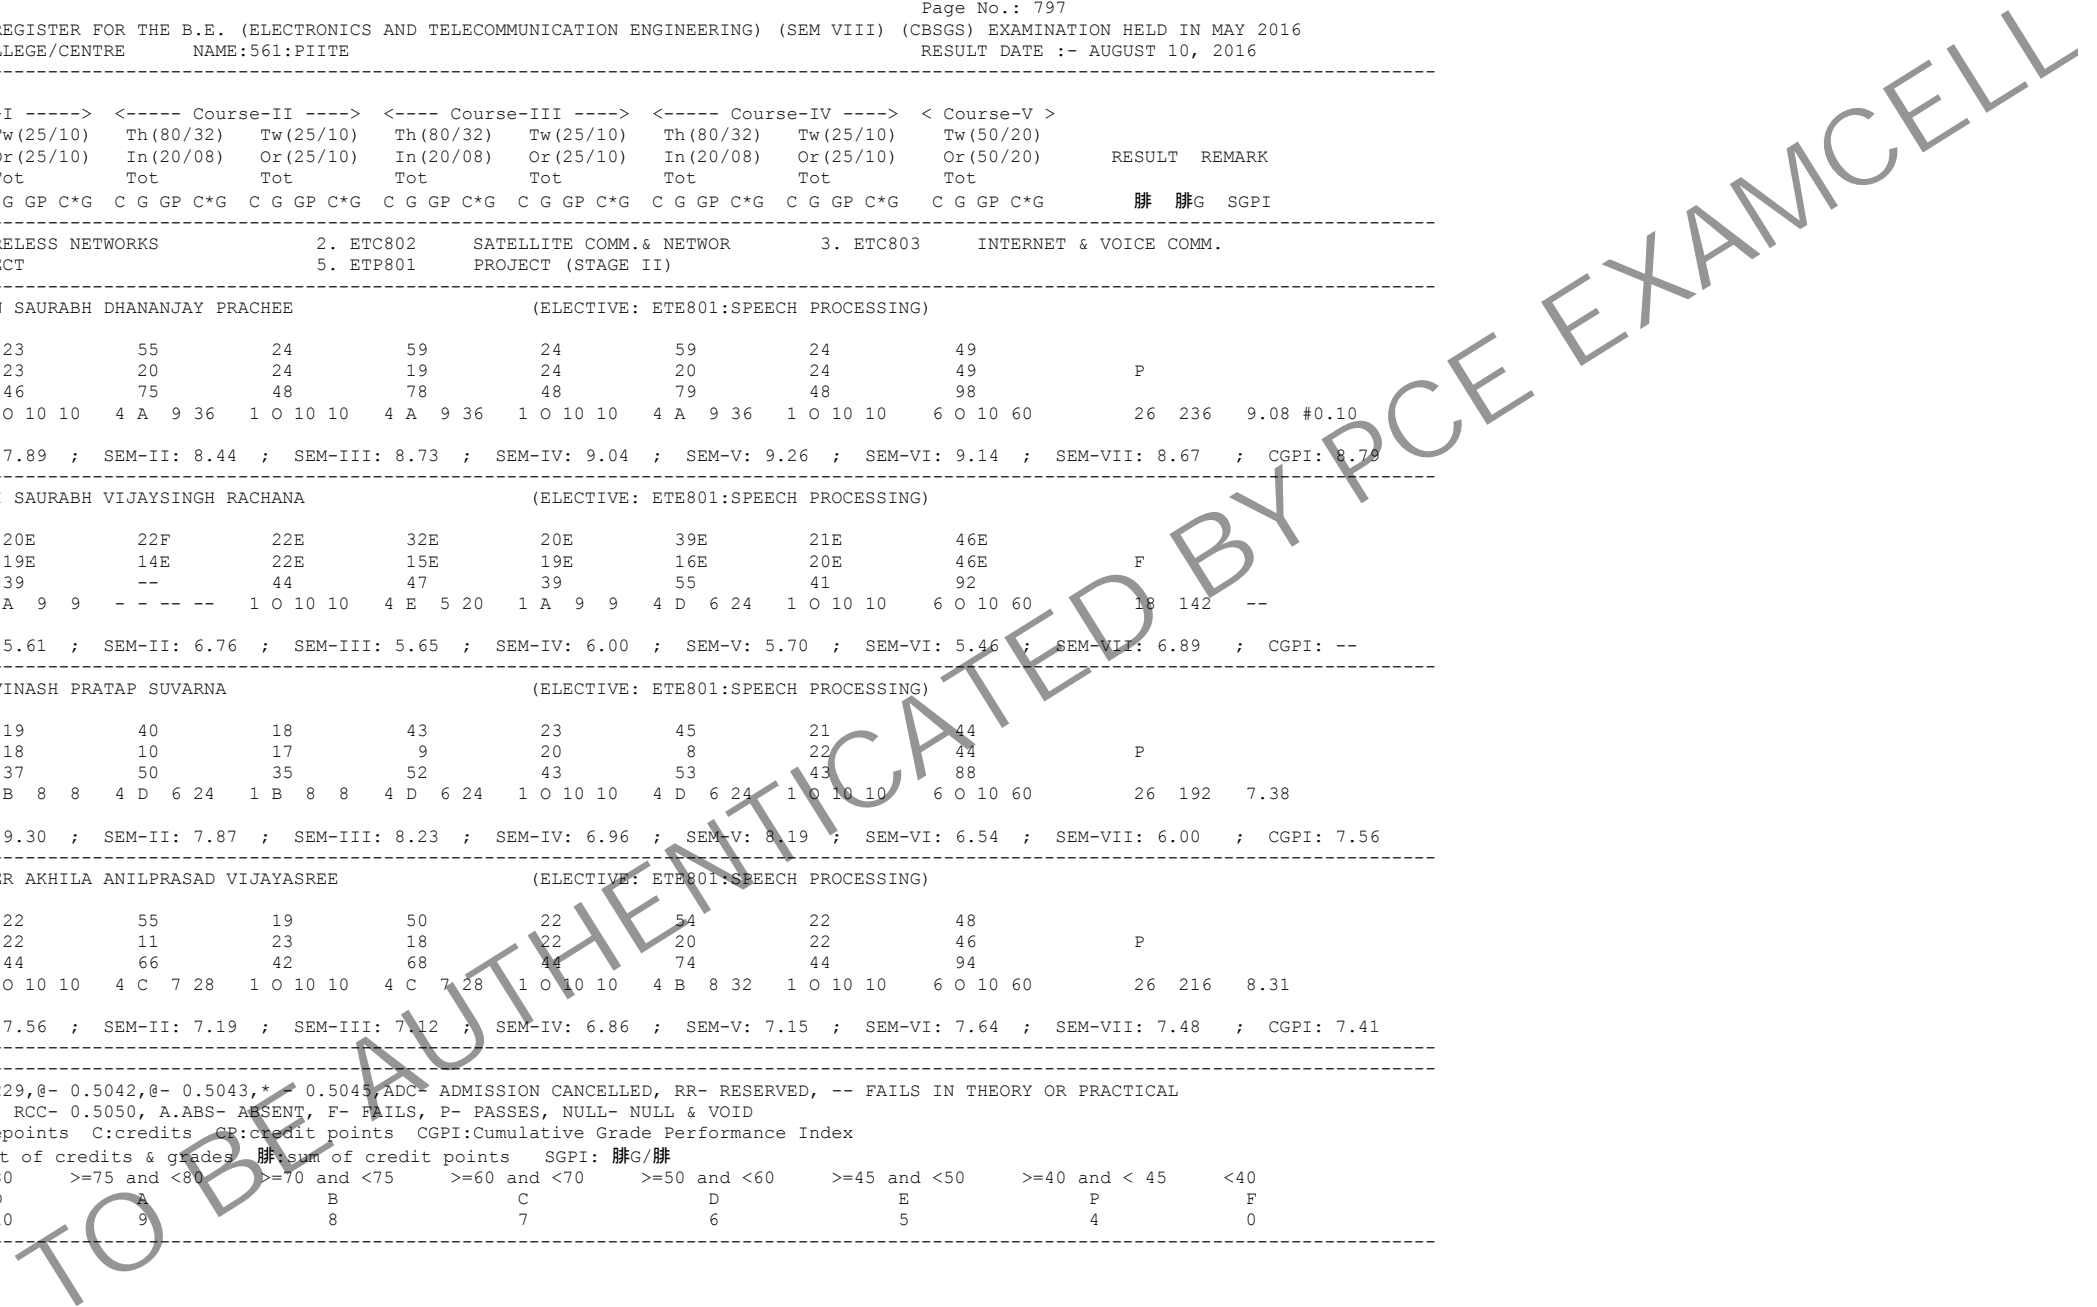 Page No.: 797
REGISTER FOR THE B.E. (ELECTRONICS AND TELECOMMUNICATION ENGINEERING) (SEM VIII) (CBSGS) EXAMINATION HELD IN MAY 2016
LLEGE/CENTRE NAME:561:PIITE RESULT DATE :- AUGUST 10, 2016
-I -----> <----- Course-II ----> <---- Course-III ----> <----- Course-IV ----> < Course-V >
Tw(25/10) Th(80/32) Tw(25/10) Th(80/32) Tw(25/10) Th(80/32) Tw(25/10) Tw(50/20)
Or(25/10) In(20/08) Or(25/10) In(20/08) Or(25/10) In(20/08) Or(25/10) Or(50/20) RESULT REMARK
Tot Tot Tot Tot Tot Tot Tot Tot
G GP C*G C G GP C*G C G GP C*G C G GP C*G C G GP C*G C G GP C*G C G GP C*G C G GP C*G 腓 腓G SGPI
RELESS NETWORKS 2. ETC802 SATELLITE COMM.& NETWOR 3. ETC803 INTERNET & VOICE COMM.
ECT 5. ETP801 PROJECT (STAGE II)
SAURABH DHANANJAY PRACHEE (ELECTIVE: ETE801:SPEECH PROCESSING)
23 55 24 59 24 59 24 49
23 20 24 19 24 20 24 49 P
46 75 48 78 48 79 48 98
O 10 10 4 A 9 36 1 O 10 10 4 A 9 36 1 O 10 10 4 A 9 36 1 O 10 10 6 O 10 60 26 236 9.08 #0.10
7.89 ; SEM-II: 8.44 ; SEM-III: 8.73 ; SEM-IV: 9.04 ; SEM-V: 9.26 ; SEM-VI: 9.14 ; SEM-VII: 8.67 ; CGPI: 8.79
SAURABH VIJAYSINGH RACHANA (ELECTIVE: ETE801:SPEECH PROCESSING)
20E 22F 22E 32E 20E 39E 21E 46E
19E 14E 22E 15E 19E 16E 20E 46E F
39 -- 44 47 39 55 41 92
A 9 9 - - -- -- 1 O 10 10 4 E 5 20 1 A 9 9 4 D 6 24 1 O 10 10 6 O 10 60 18 142 --
5.61 ; SEM-II: 6.76 ; SEM-III: 5.65 ; SEM-IV: 6.00 ; SEM-V: 5.70 ; SEM-VI: 5.46 ; SEM-VII: 6.89 ; CGPI: --
VINASH PRATAP SUVARNA (ELECTIVE: ETE801:SPEECH PROCESSING)
19 40 18 43 23 45 21 44
18 10 17 9 20 8 22 44 P
37 50 35 52 43 53 43 88
B 8 8 4 D 6 24 1 B 8 8 4 D 6 24 1 O 10 10 4 D 6 24 1 O 10 10 6 O 10 60 26 192 7.38
9.30 ; SEM-II: 7.87 ; SEM-III: 8.23 ; SEM-IV: 6.96 ; SEM-V: 8.19 ; SEM-VI: 6.54 ; SEM-VII: 6.00 ; CGPI: 7.56
ER AKHILA ANILPRASAD VIJAYASREE (ELECTIVE: ETE801:SPEECH PROCESSING)
22 55 19 50 22 54 22 48
22 11 23 18 22 20 22 46 P
44 66 42 68 44 74 44 94
O 10 10 4 C 7 28 1 O 10 10 4 C 7 28 1 O 10 10 4 B 8 32 1 O 10 10 6 O 10 60 26 216 8.31
7.56 ; SEM-II: 7.19 ; SEM-III: 7.12 ; SEM-IV: 6.86 ; SEM-V: 7.15 ; SEM-VI: 7.64 ; SEM-VII: 7.48 ; CGPI: 7.41
229,@- 0.5042,@- 0.5043,* - 0.5045,ADC- ADMISSION CANCELLED, RR- RESERVED, -- FAILS IN THEORY OR PRACTICAL
RCC- 0.5050, A.ABS- ABSENT, F- FAILS, P- PASSES, NULL- NULL & VOID
epoints C:credits CP:credit points CGPI:Cumulative Grade Performance Index
t of credits & grades 腓:sum of credit points SGPI: 腓G/腓
0 >=75 and <80 >=70 and <75 >=60 and <70 >=50 and <60 >=45 and <50 >=40 and < 45 <40
O A B C D E P F
0 9 8 7 6 5 4 0
TO BE AUTHENTICATED BY PCE EXAMCELL